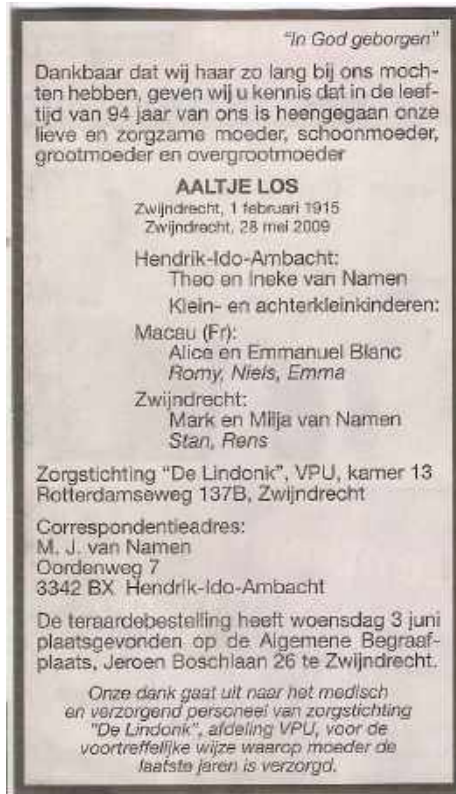 "In God geborgen"
Dankbaar dat wij haar zo lang bij ons moch-
ten hebben, geven wij u kennis dat in de leef-
tijd van 94 jaar van ons is heengegaan onze
lieve en zorgzame moeder, schoonmoeder,
grootmoeder en overgrootmoeder
AALTJE LOS
Zwijndrecht, 1 februari 1915
Zwijndrecht, 28 mei 2009
Hendrik-Ido-Ambacht:
Theo en Ineke van Namen
Klein- en achterkleinkinderen:
Macau (Fr):
Alice en Emmanuel Blanc
Romy, Niels, Emma
Zwijndrecht:
Mark en Milja van Namen
Stan, Rens
Zorgstichting "De Lindonk", VPU, kamer 13
Rotterdamseweg 137B, Zwijndrecht
Correspondentieadres:
M. J. van Namen
Oordenweg 7
3342 BX Hendrik-Ido-Ambacht
De teraardebestelling heeft woensdag 3 juni
plaatsgevonden op de Algemene Begraaf-
plaats, Jeroen Boschlaan 26 te Zwijndrecht.
Onze dank gaat uit naar het medisch
en verzorgend personeel van zorgstichting
"De Lindonk", afdeling VPU, voor de
voortreffelijke wijze waarop moeder de
laatste jaren is verzorgd.